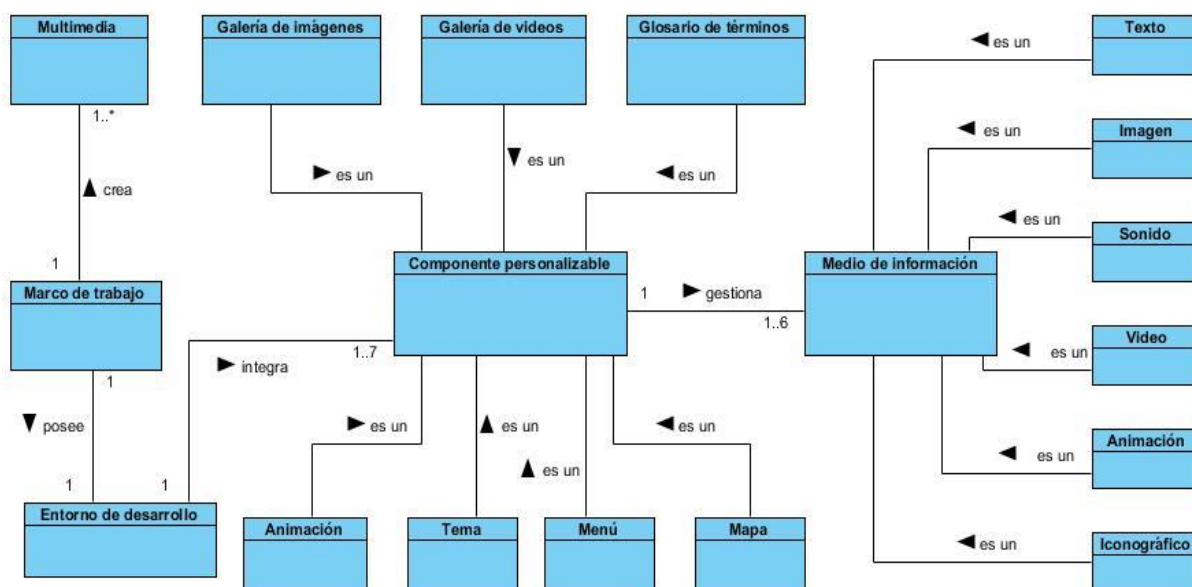 Multimedia
Galería de imágenes
Galería de videos
Glosario de términos
Texto
es un
1..*
Imagen
es un
es un
es un
es un
crea
Sonido
es un
1
Componente personalizable
Medio de información
Marco de trabajo
1
gestiona
1..6
Video
es un
1..7
integra
1
posee
es un
es un
es un
es un
Animación
es un
1
1
Entorno de desarrollo
Animación
Tema
Menú
Mapa
es un
Iconográfico